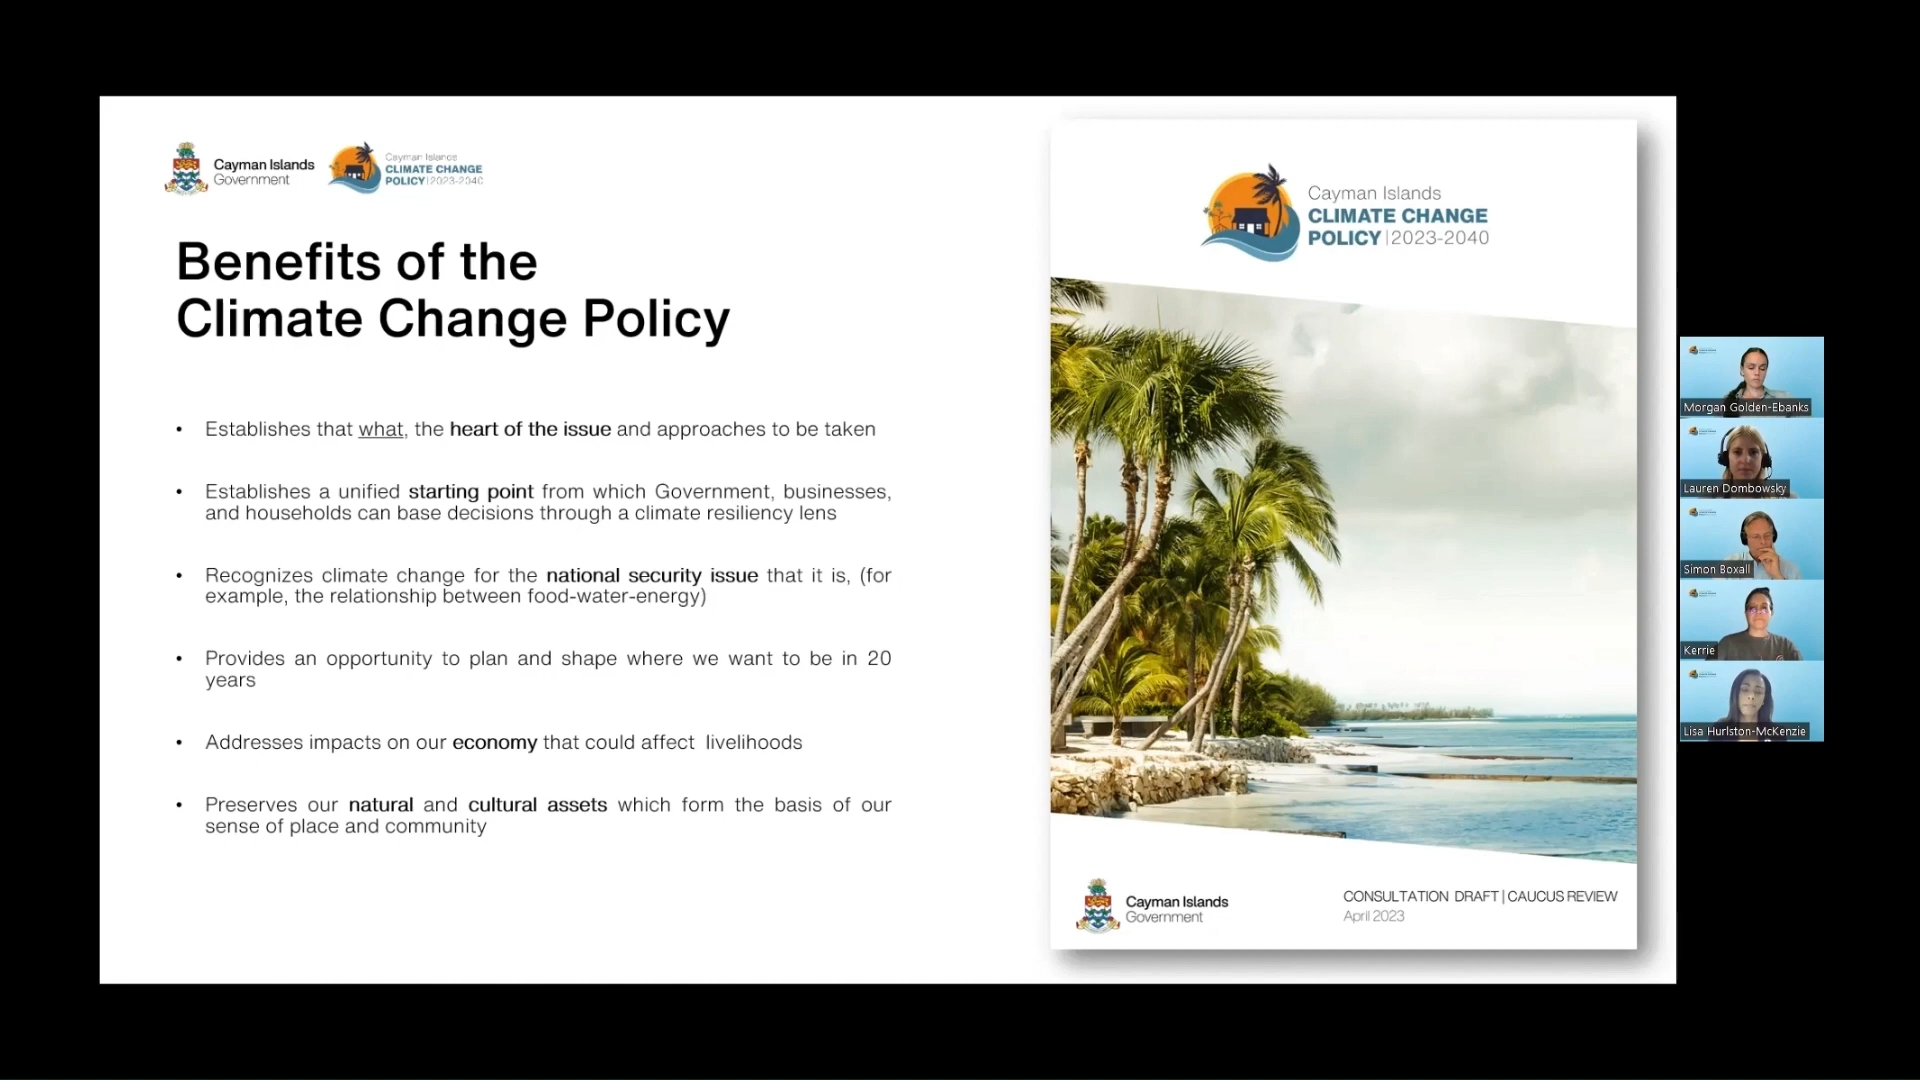 Cayman Islands
Government
Cayman Islands
CLIMATE CHANGE
POLICY | 2023-2040
Benefits of the
Climate Change Policy
• Establishes that what, the heart of the issue and approaches to be taken
• Establishes a unified starting point from which Government, businesses,
and households can base decisions through a climate resiliency lens
• Recognizes climate change for the national security issue that it is, (for
example, the relationship between food-water-energy)
• Provides an opportunity to plan and shape where we want to be in 20
years
• Addresses impacts on our economy that could affect livelihoods
• Preserves our natural and cultural assets which form the basis of our
sense of place and community
Cayman Islands
CLIMATE CHANGE
POLICY | 2023-2040
Cayman Islands
Government
CONSULTATION DRAFT | CAUCUS REVIEW
April 2023
Morgan Golden-Ebanks
Lauren Dombowsky
Simon Boxall
Kerrie
Lisa Hurlston-McKenzie